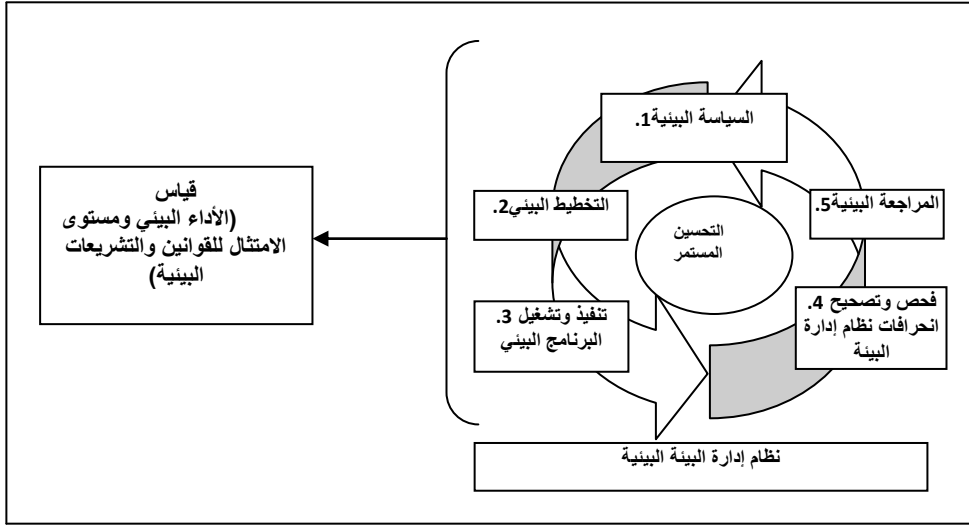 السياسة البيئية1.
التخطيط البيئي2.
المراجعة البيئية5.
التحسين
المستمر
قياس
(الأداء البيئي ومستوى
الامتثال للقوانين والتشريعات
البيئية)
تنفيذ وتشغيل 3.
البرنامج البيئي
فحص وتصحيح 4.
انحرافات نظام إدارة
البيئة
نظام إدارة البيئة البيئية